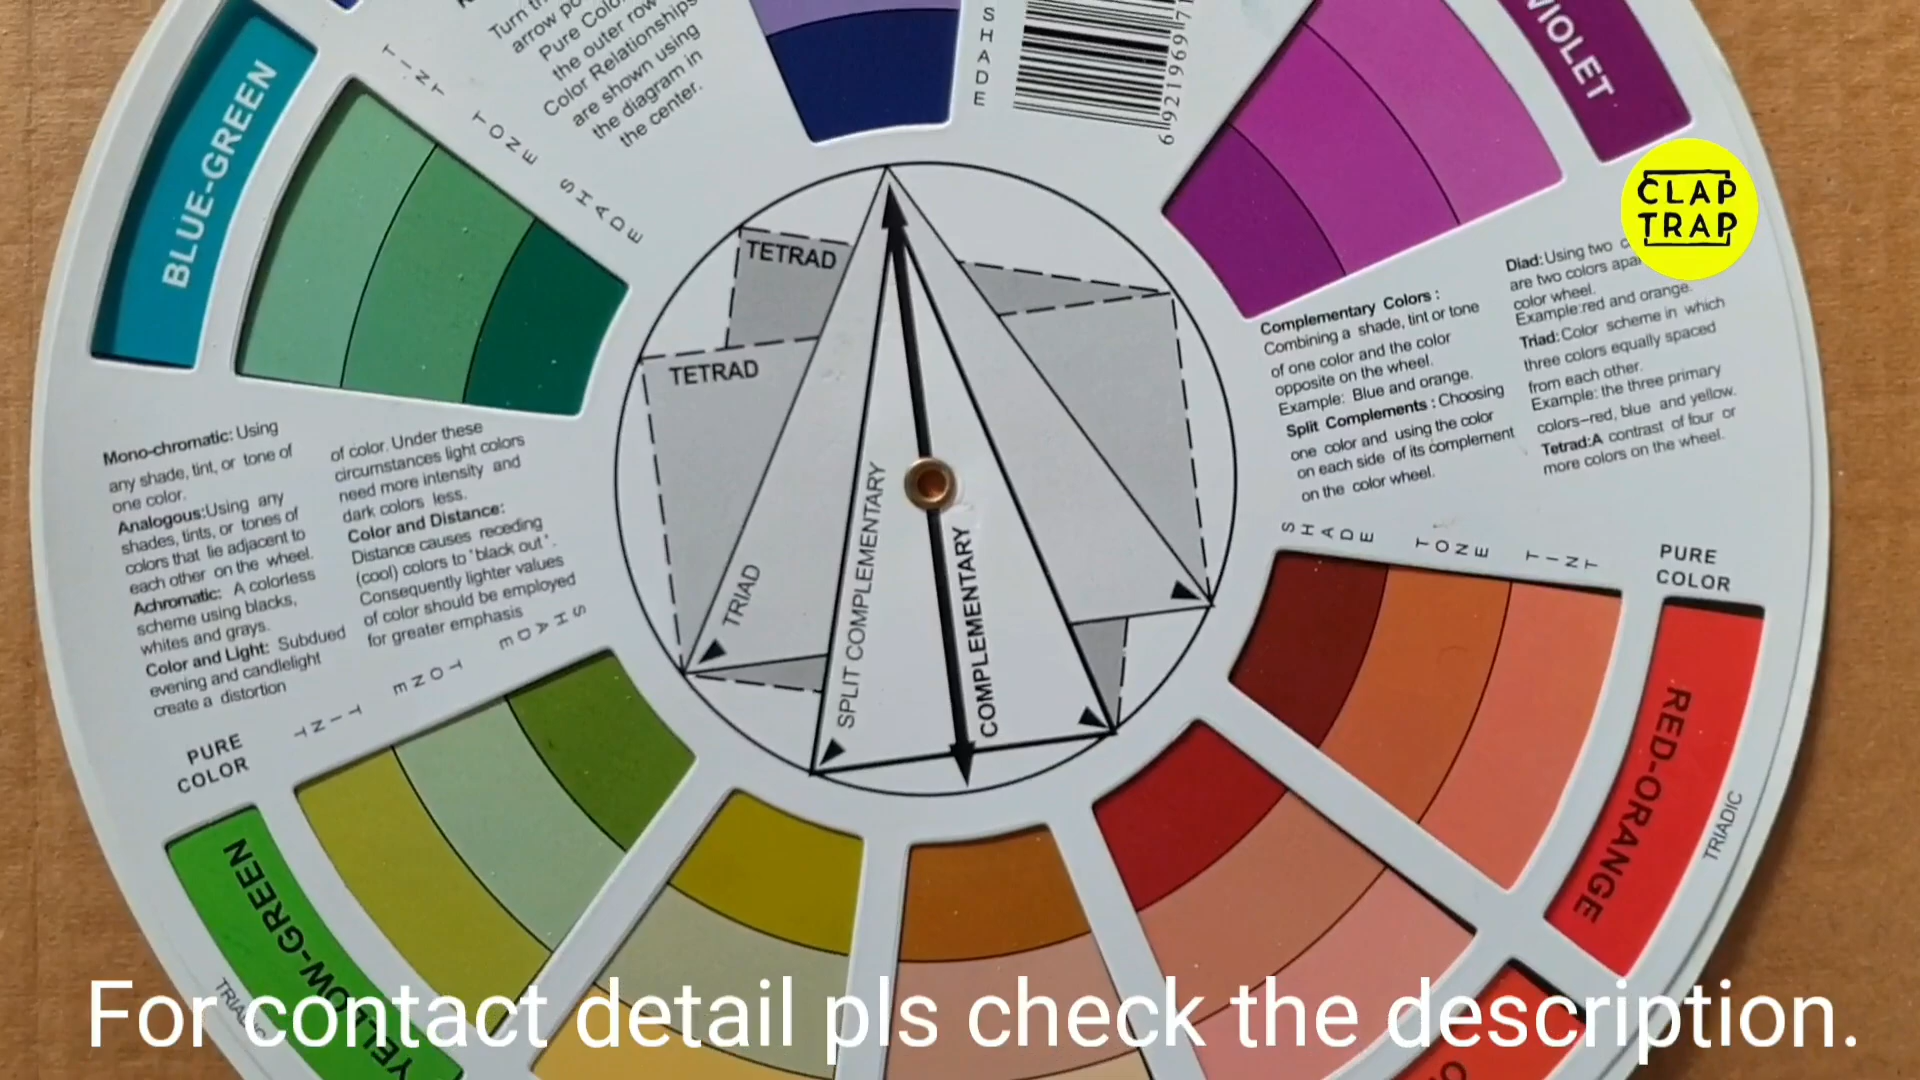 Turn
arrow
Pure
the outer row
Color Relationships
are shown using
the diagram in
the center.
SHADE
VIOLET
BLUE-GREEN
TINT
TONE
SHADE
CLAP
TRAP
TETRAD
TETRAD
TRIAD
SPLIT COMPLEMENTARY
COMPLEMENTARY
Complementary Colors :
Combining a shade, tint or tone
of one color and the color
opposite on the wheel.
Example: Blue and orange.
Split Complements : Choosing
one color and using the color
on each side of its complement
on the color wheel.
Diad:Using two
are two colors
color wheel.
Example:red and orange.
Triad: Color scheme in which
three colors equally spaced
from each other.
Example: the three primary
colors–red, blue and yellow.
Tetrad:A contrast of four or
more colors on the wheel.
Mono-chromatic: Using
any shade, tint, or tone of
one color.
Analogous:Using any
shades, tints, or tones of
colors that lie adjacent to
each other on the wheel.
Achromatic: A colorless
scheme using blacks,
whites and grays.
Color and Light: Subdued
evening and candlelight
create a distortion
of color. Under these
circumstances light colors
need more intensity and
dark colors less.
Color and Distance:
Distance causes receding
(cool) colors to "black out".
Consequently lighter values
of color should be employed
for greater emphasis
SHADE
TONE
TINT
PURE
COLOR
YELLOW-GREEN
SHADE
TONE
TINT
PURE
COLOR
RED-ORANGE
TRIADIC
For contact detail pls check the description.